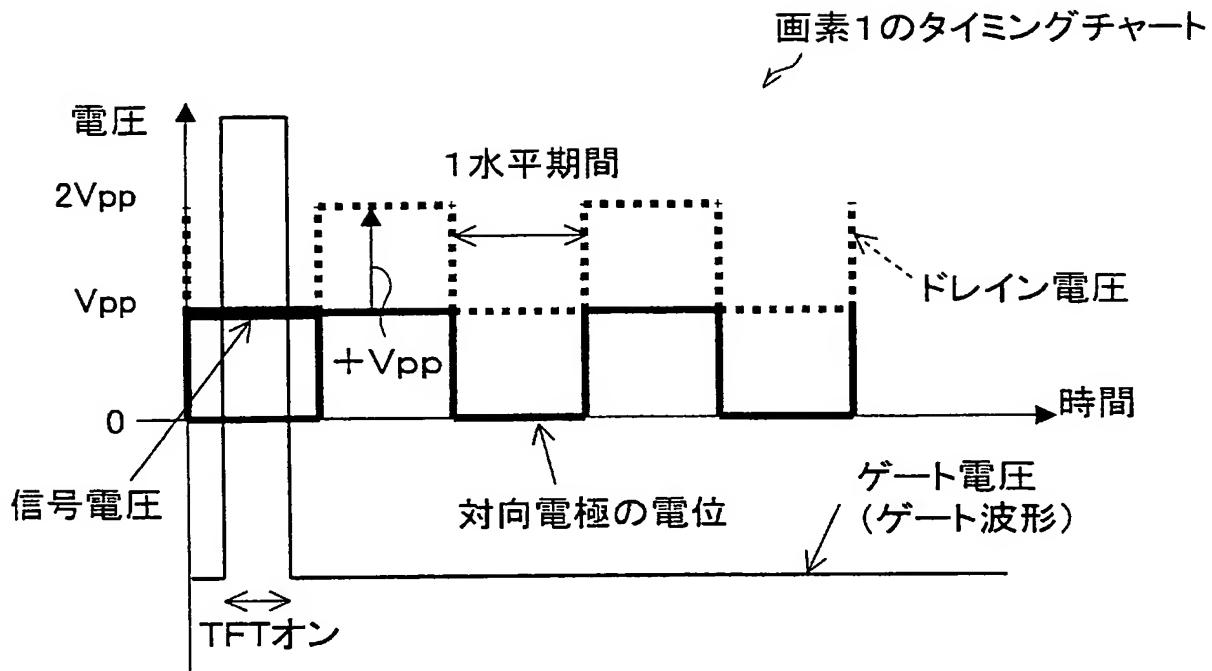 画素1のタイミングチャート
電圧
1水平期間
2Vpp
Vpp
ドレイン電圧
+Vpp
0
時間
信号電圧
対向電極の電位
ゲート電圧
(ゲート波形)
TFTオン